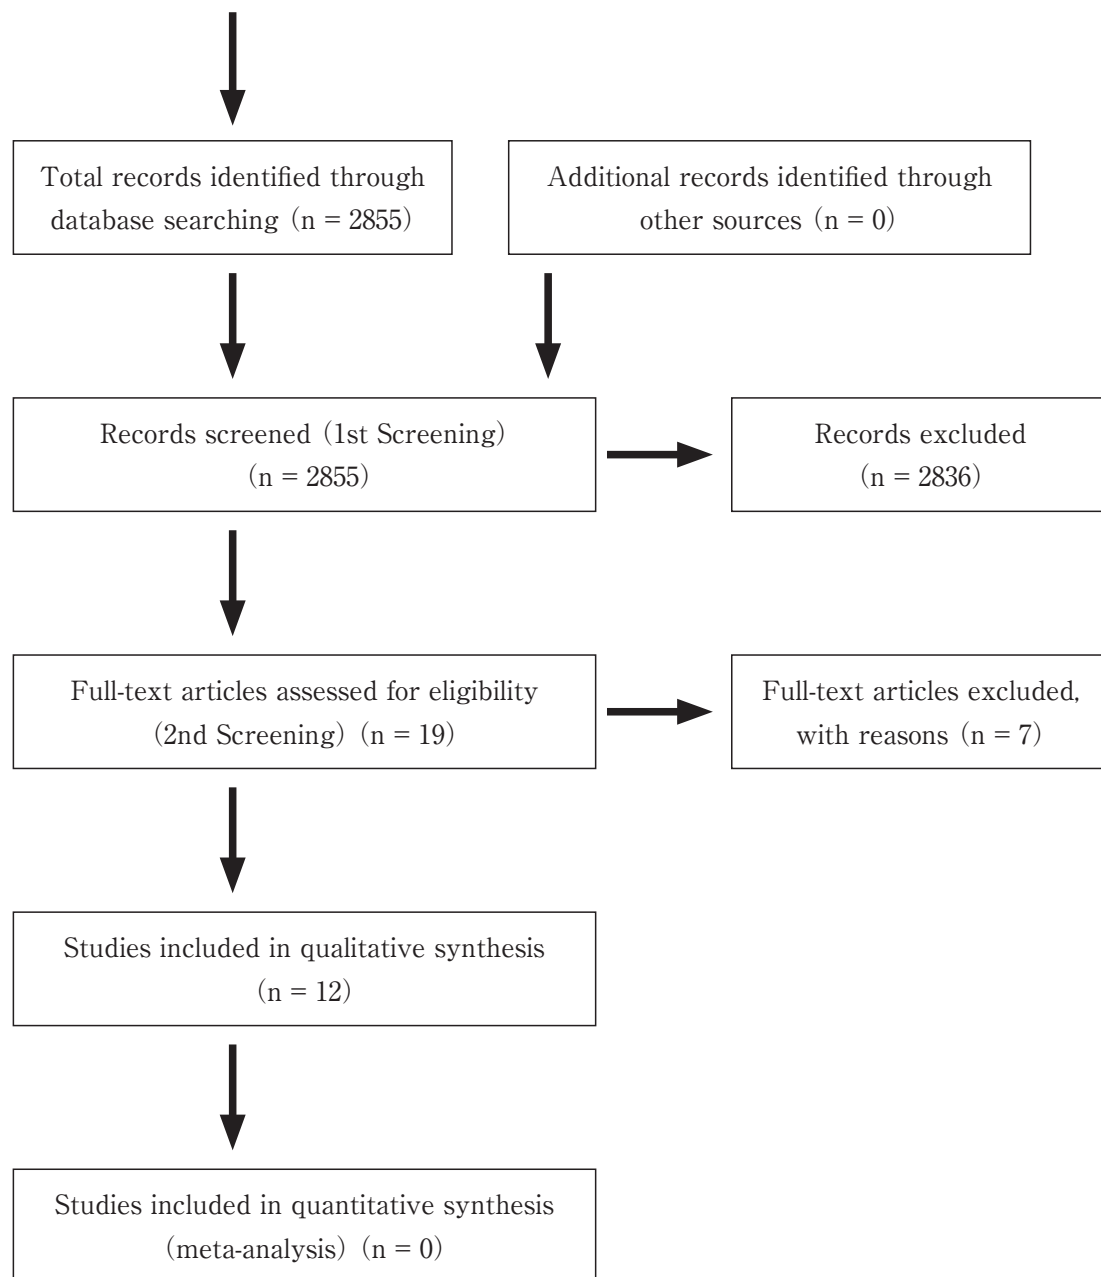 Total records identified through
database searching (n = 2855)
Additional records identified through
other sources (n = 0)
Records screened (1st Screening)
(n = 2855)
Records excluded
(n = 2836)
Full-text articles assessed for eligibility
(2nd Screening) (n = 19)
Full-text articles excluded,
with reasons (n = 7)
Studies included in qualitative synthesis
(n = 12)
Studies included in quantitative synthesis
(meta-analysis) (n = 0)